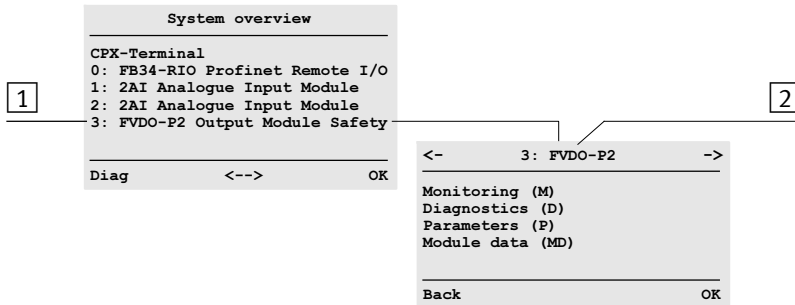 System overview
CPX-Terminal
0: FB34-RIO Profinet Remote I/O
1: 2AI Analogue Input Module
2: 2AI Analogue Input Module
3: FVDO-P2 Output Module Safety
Diag <--> OK
1
2
<- 3: FVDO-P2 ->
Monitoring (M)
Diagnostics (D)
Parameters (P)
Module data (MD)
Back OK